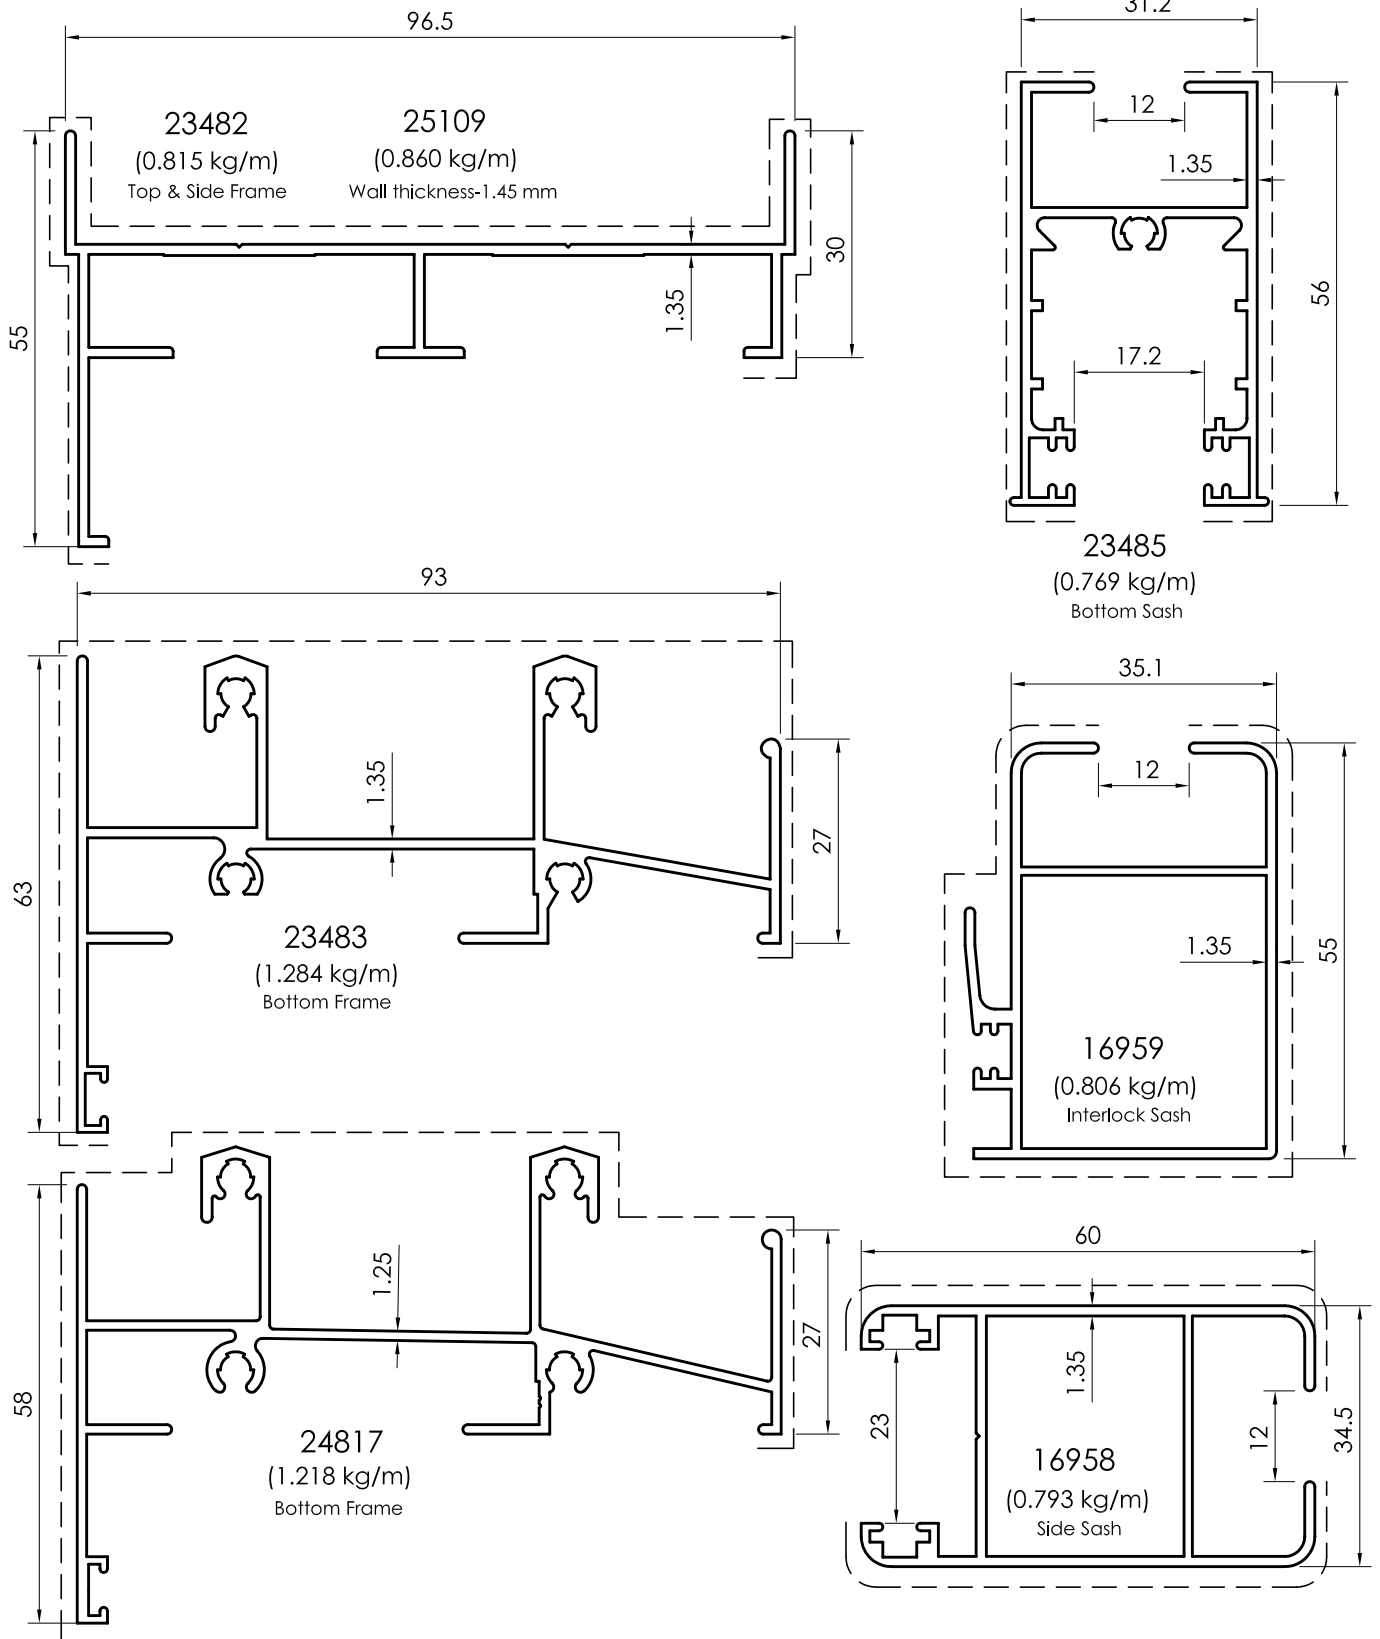 96.5
23482
(0.815 kg/m)
Top & Side Frame
25109
(0.860 kg/m)
Wall thickness-1.45 mm
55
30
1.35
31.2
12
1.35
56
17.2
23485
(0.769 kg/m)
Bottom Sash
93
63
1.35
27
23483
(1.284 kg/m)
Bottom Frame
35.1
12
1.35
55
16959
(0.806 kg/m)
Interlock Sash
58
1.25
27
24817
(1.218 kg/m)
Bottom Frame
60
1.35
23
12
34.5
16958
(0.793 kg/m)
Side Sash